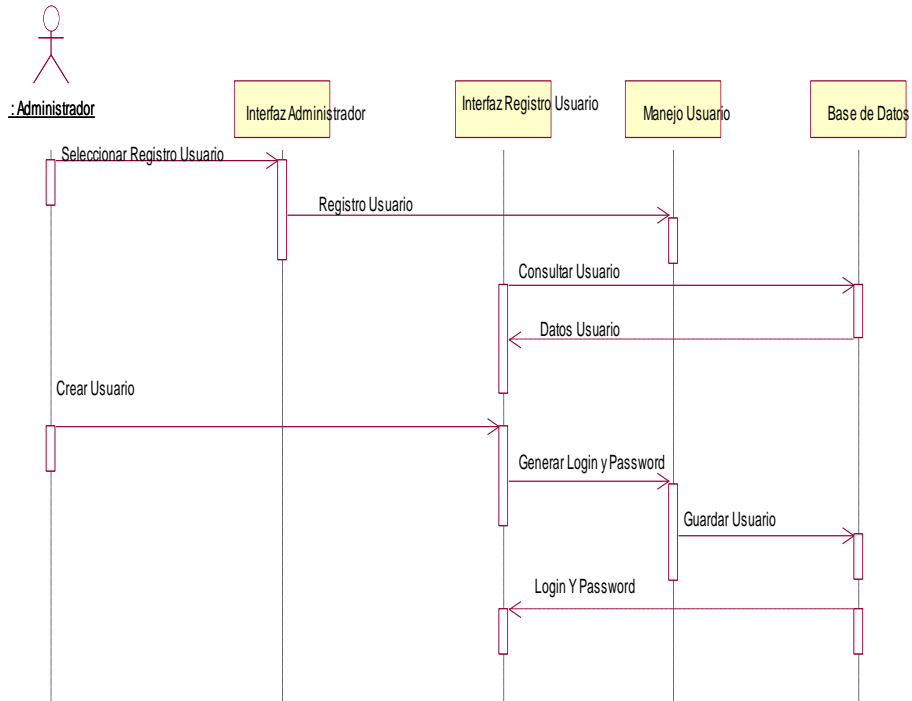 : Administrador
Interfaz Administrador
Interfaz Registro Usuario
Manejo Usuario
Base de Datos
Seleccionar Registro Usuario
Registro Usuario
Consultar Usuario
Datos Usuario
Crear Usuario
Generar Login y Password
Guardar Usuario
Login Y Password